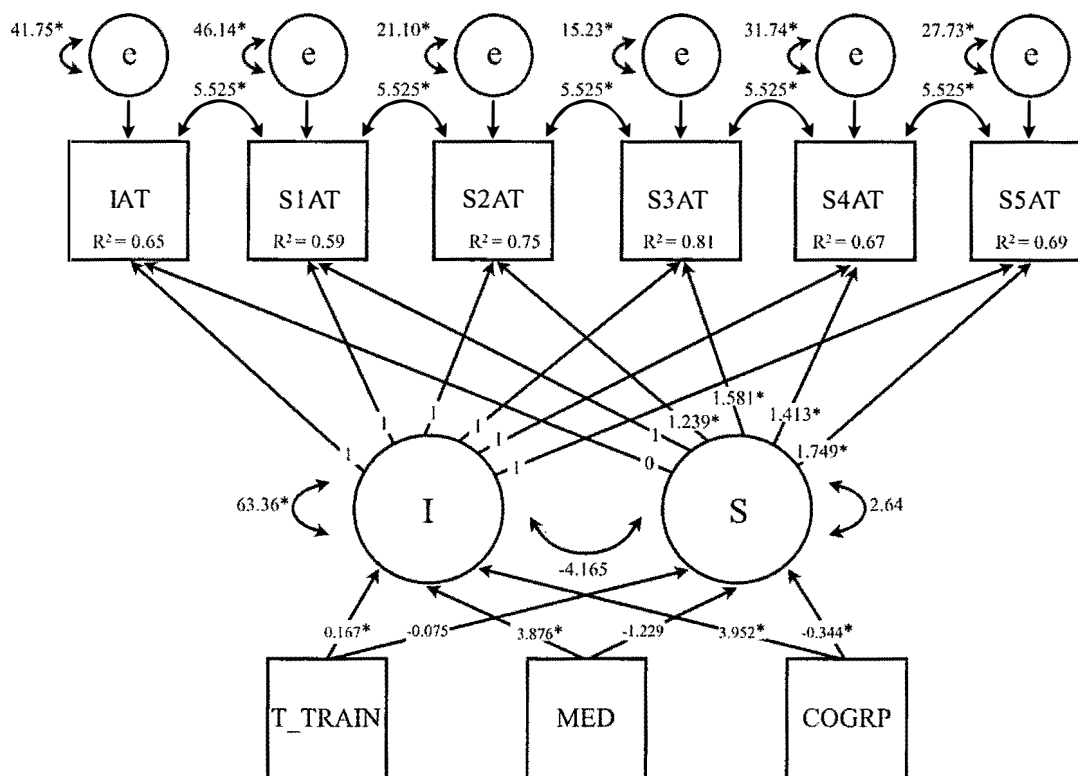 41.75*
46.14*
21.10*
15.23*
31.74*
27.73*
e
e
e
e
e
e
5.525*
5.525*
5.525*
5.525*
5.525*
IAT
S1AT
S2AT
S3AT
S4AT
S5AT
R² = 0.65
R² = 0.59
R² = 0.75
R² = 0.81
R² = 0.67
R² = 0.69
1
1
1
1
1
1
0
1
1.239*
1.581*
1.413*
1.749*
63.36*
I
S
2.64
-4.165
0.167*
-0.075
3.876*
-1.229
3.952*
-0.344*
T_TRAIN
MED
COGRP